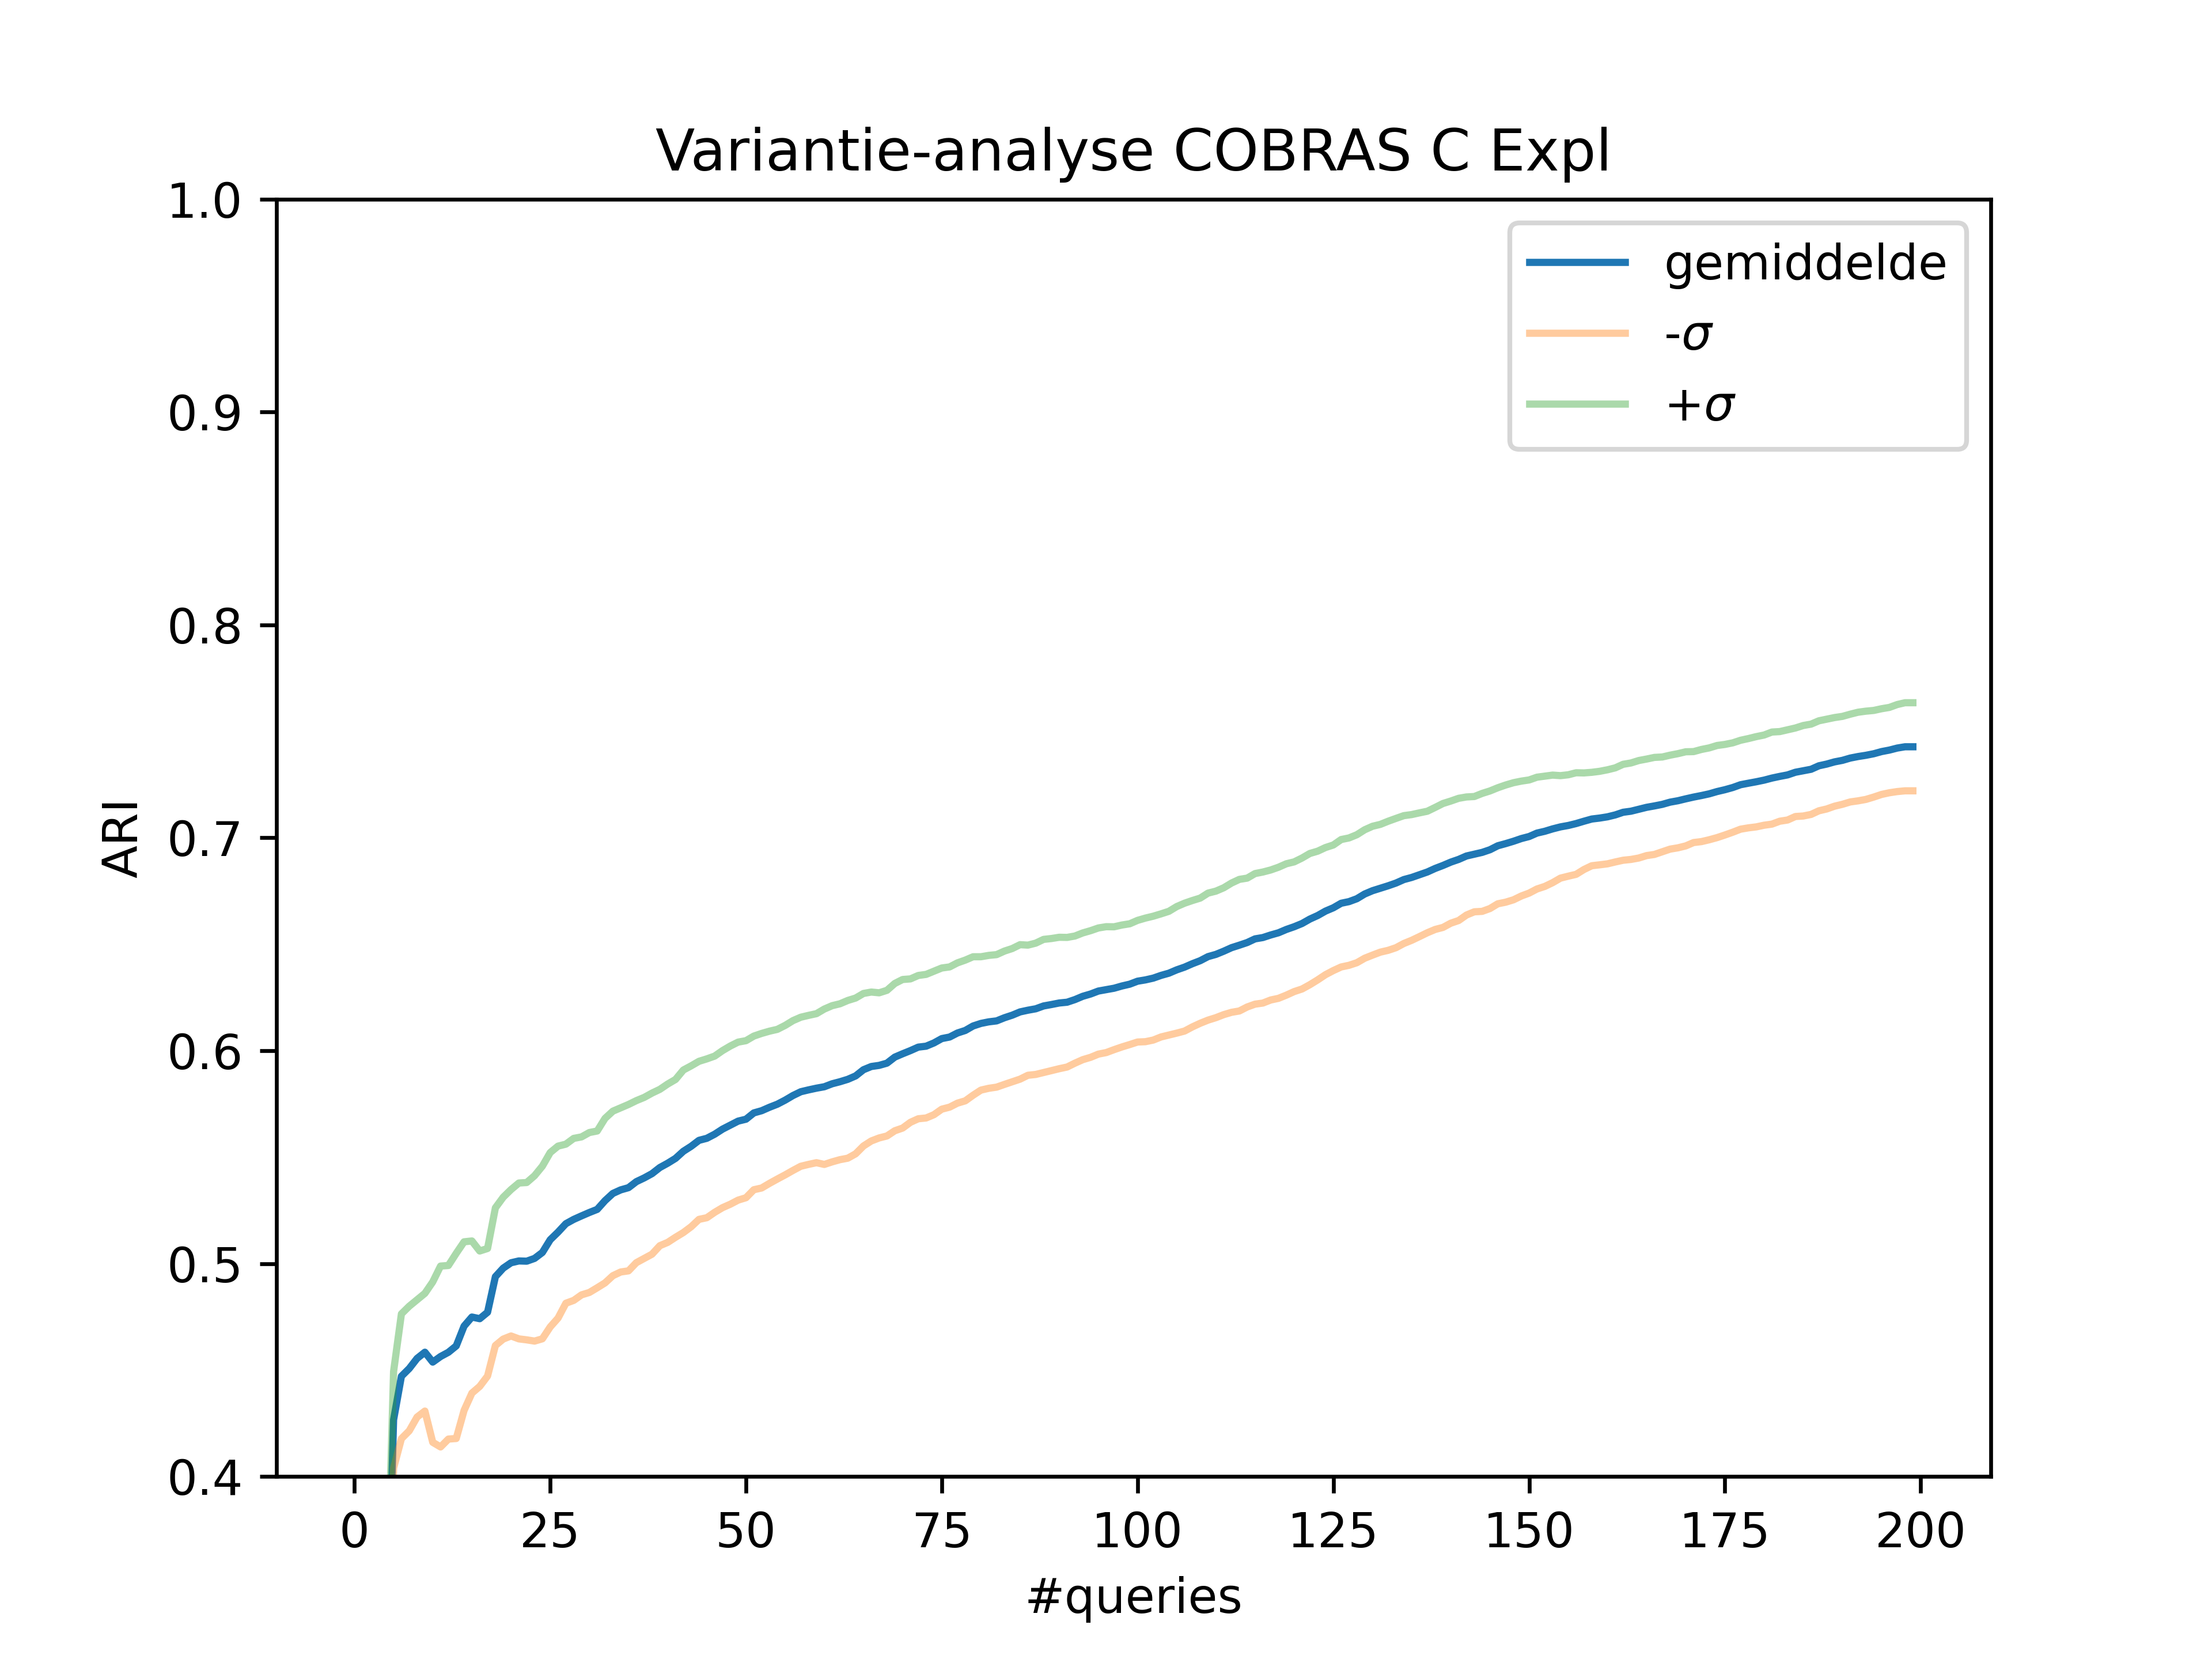 Variantie-analyse COBRAS C Expl
1.0
0.9
0.8
0.7
0.6
0.5
0.4
ARI
gemiddelde
-σ
+σ
0 25 50 75 100 125 150 175 200
#queries